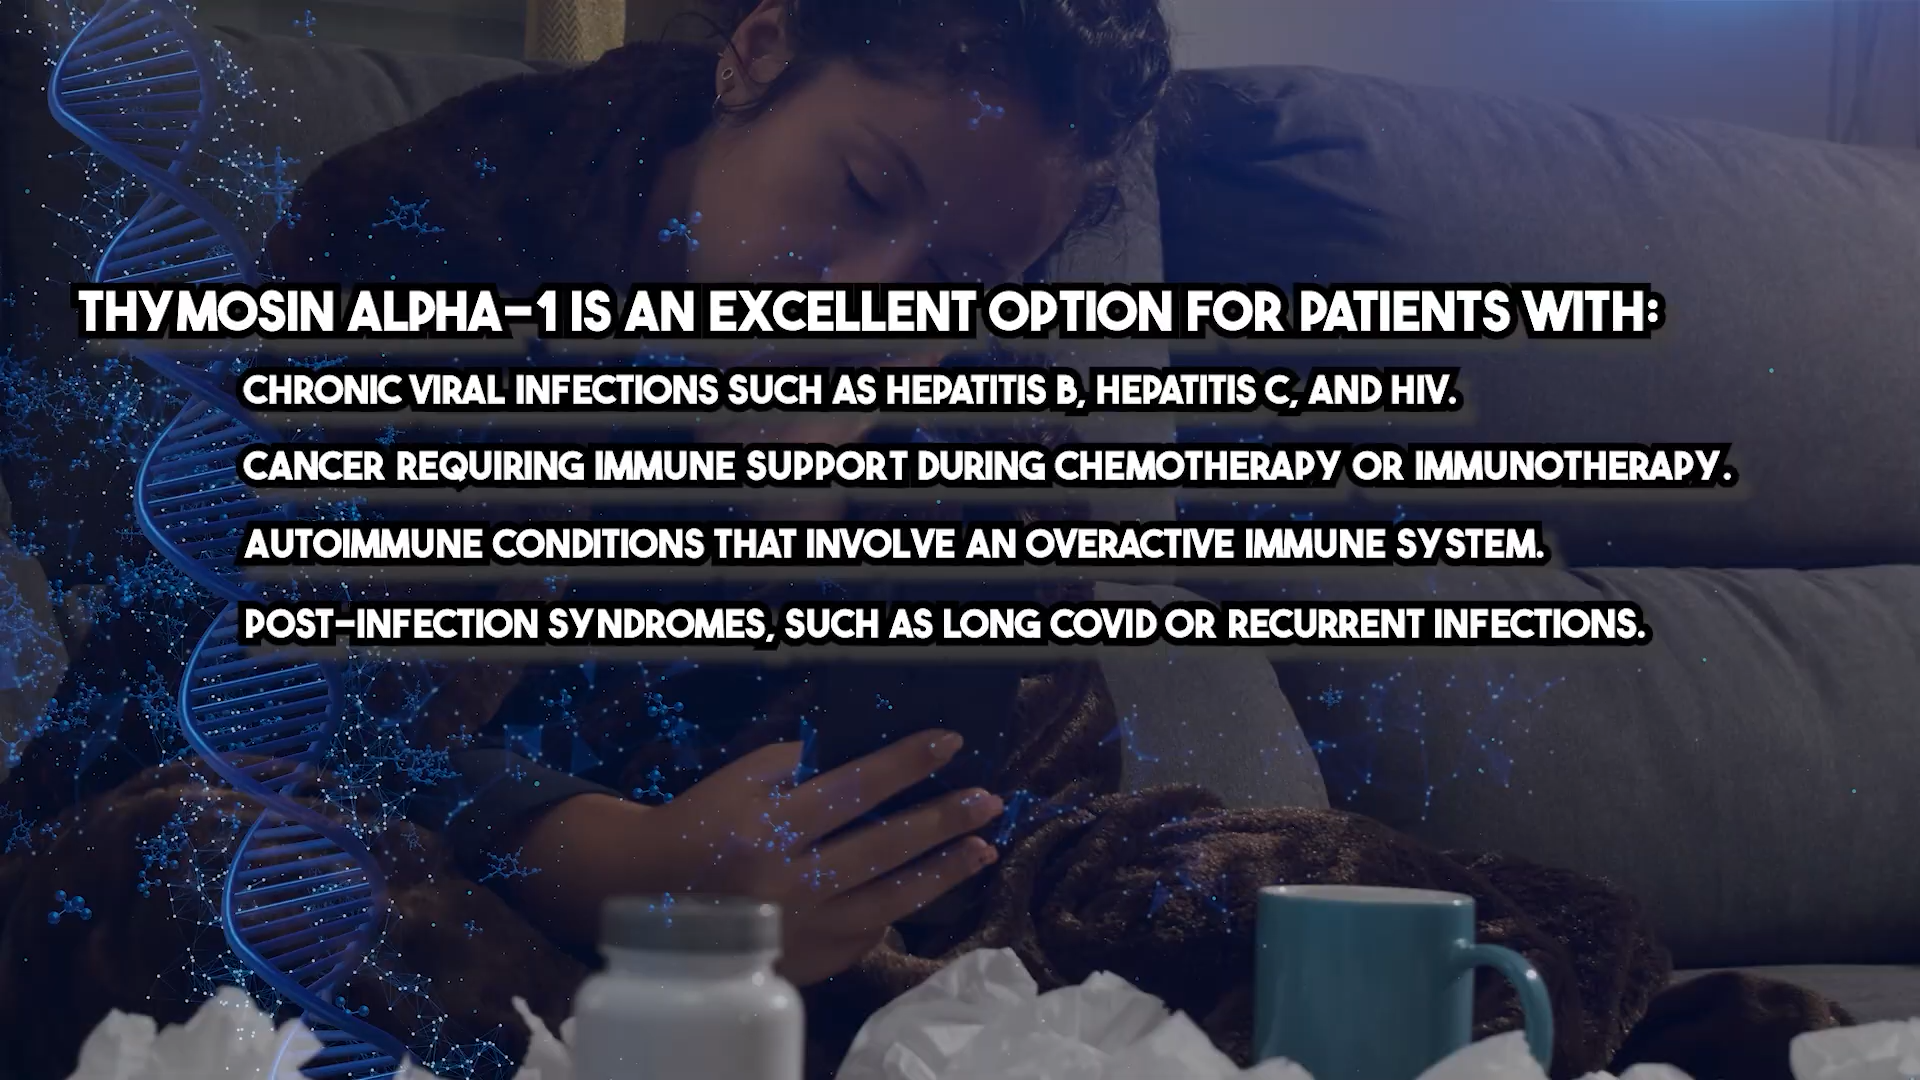 THYMOSIN ALPHA-1 IS AN EXCELLENT OPTION FOR PATIENTS WITH:
CHRONIC VIRAL INFECTIONS SUCH AS HEPATITIS B, HEPATITIS C, AND HIV.
CANCER REQUIRING IMMUNE SUPPORT DURING CHEMOTHERAPY OR IMMUNOTHERAPY.
AUTOIMMUNE CONDITIONS THAT INVOLVE AN OVERACTIVE IMMUNE SYSTEM.
POST-INFECTION SYNDROMES, SUCH AS LONG COVID OR RECURRENT INFECTIONS.